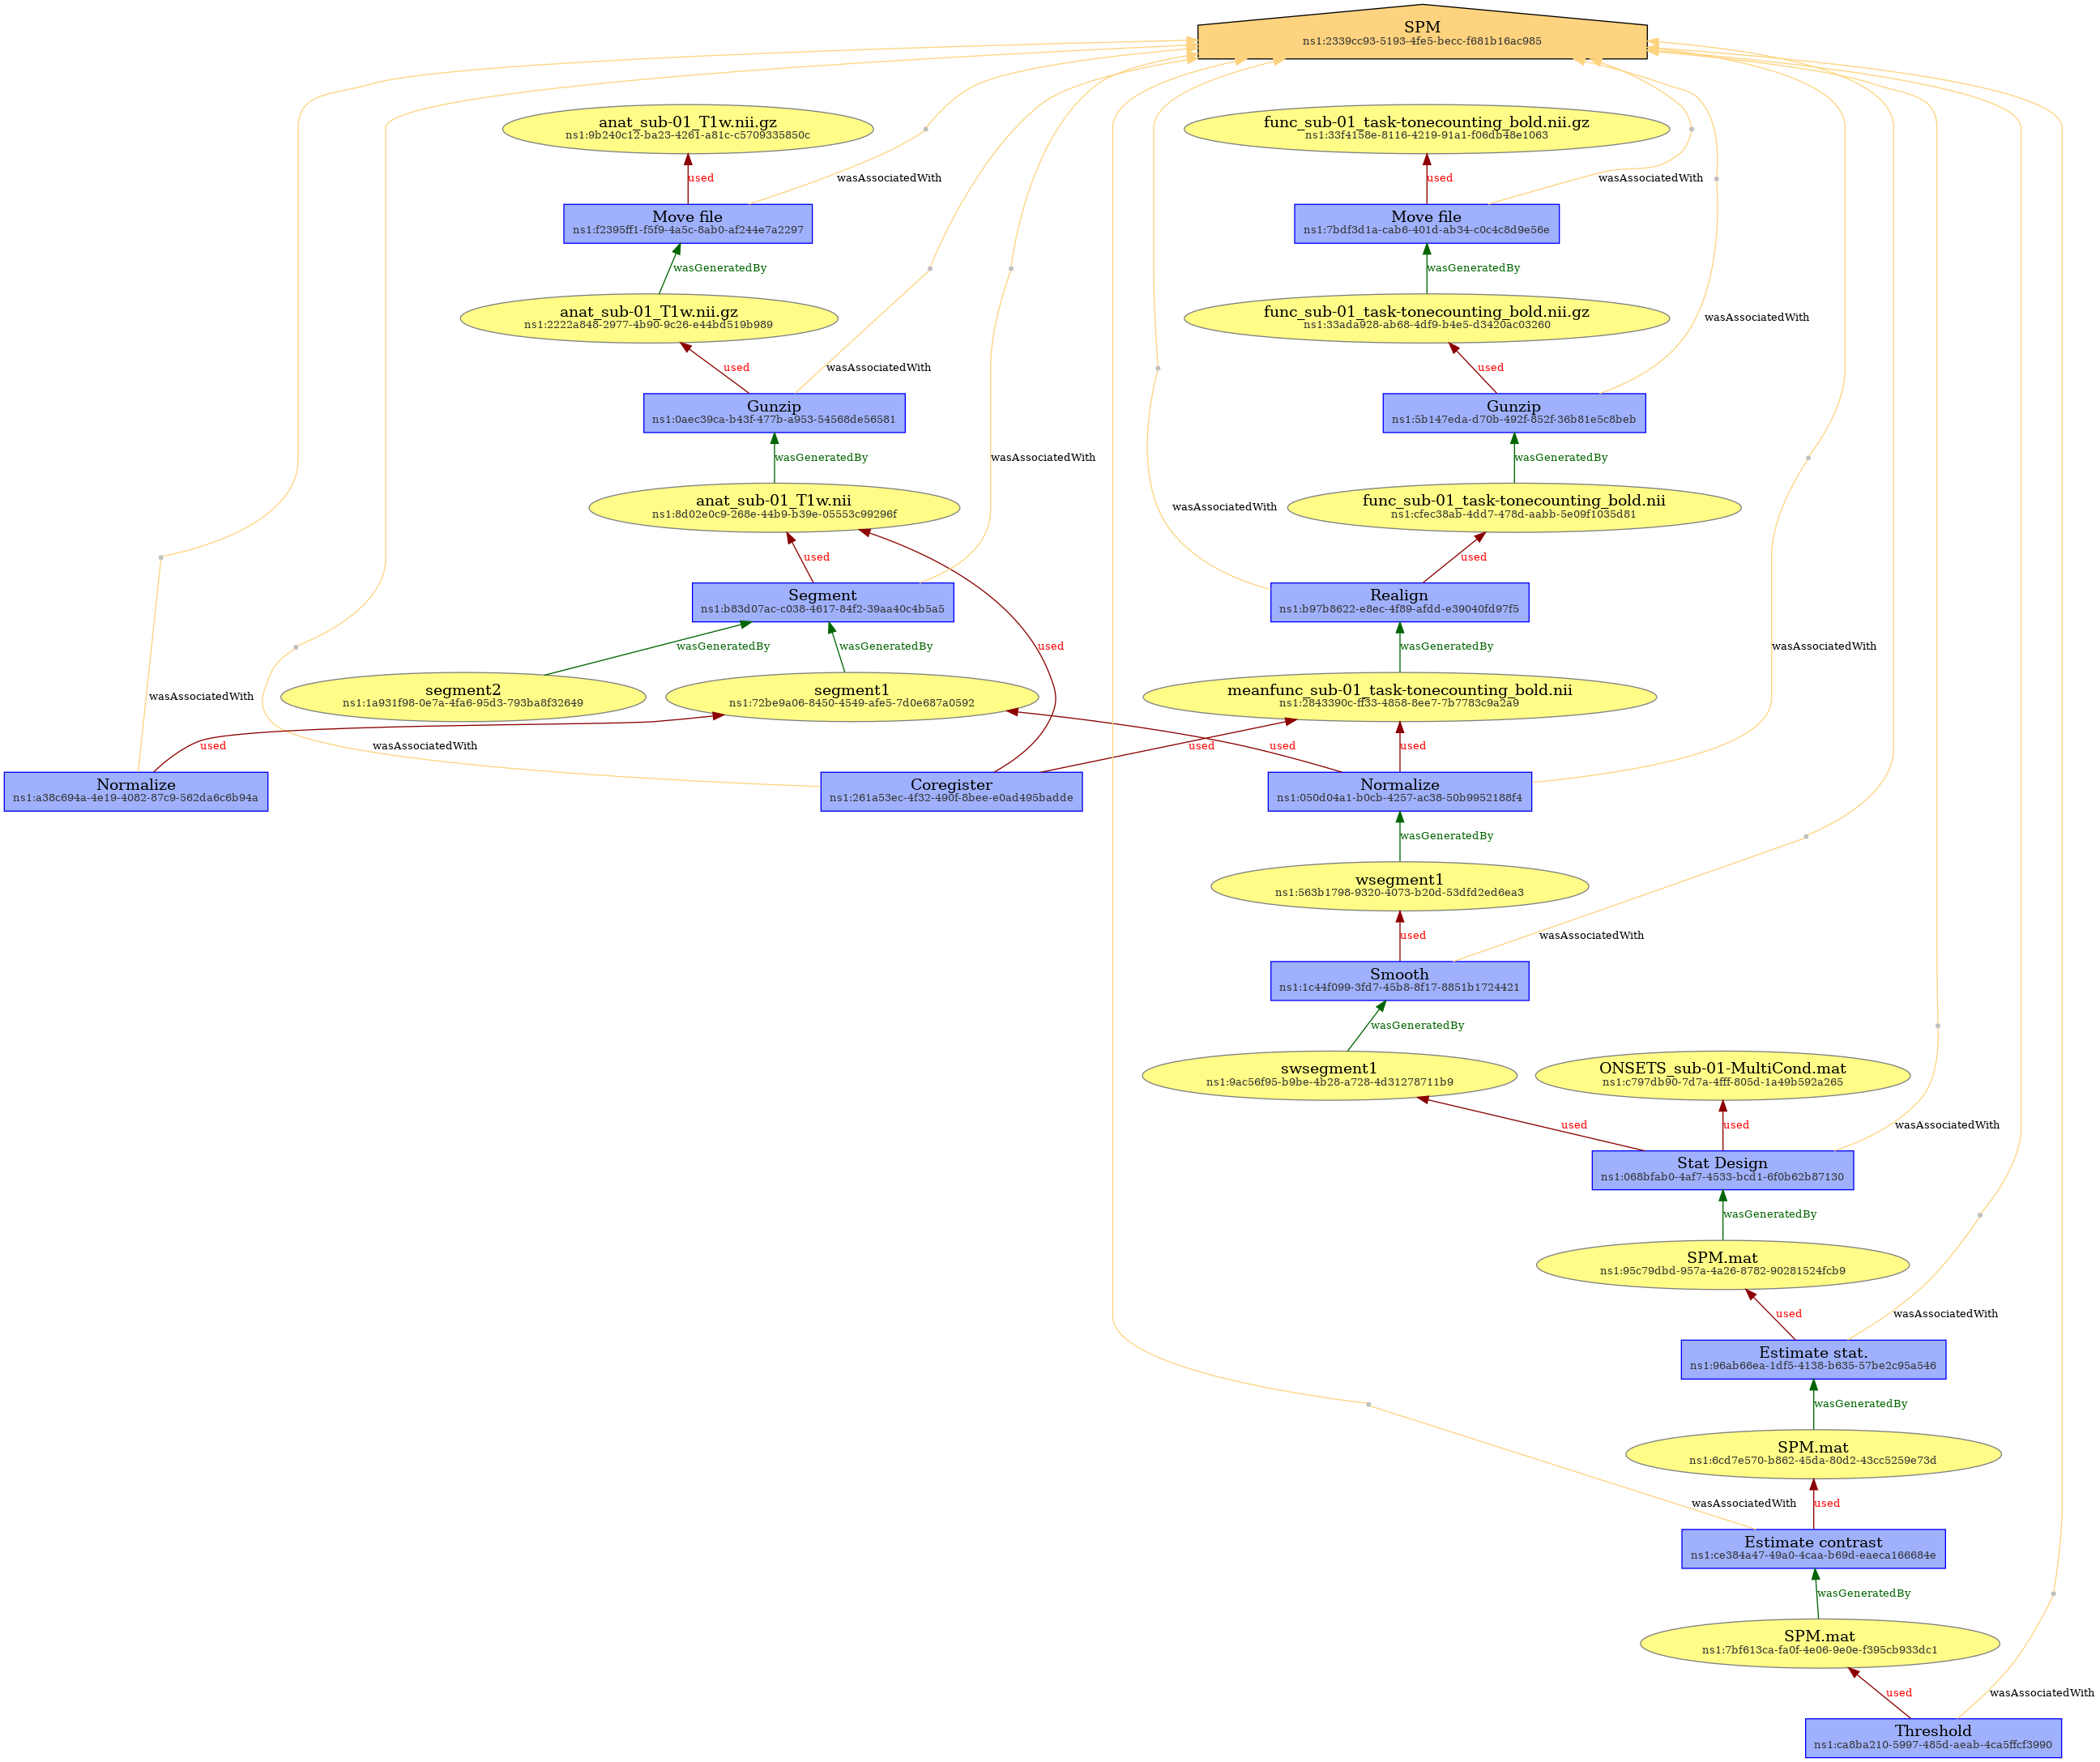 SPM
ns1:2339cc93-5193-4fe5-becc-f681b16ac985
anat_sub-01_T1w.nii.gz
ns1:9b240c12-ba23-4261-a81c-c5709335850c
func_sub-01_task-tonecounting_bold.nii.gz
ns1:33f4158e-8116-4219-91a1-f06db48e1063
used
wasAssociatedWith
used
wasAssociatedWith
Move file
ns1:f2395ff1-f5f9-4a5c-8ab0-af244e7a2297
Move file
ns1:7bdf3d1a-cab6-401d-ab34-c0c4c8d9e56e
wasGeneratedBy
wasGeneratedBy
anat_sub-01_T1w.nii.gz
ns1:2222a848-2977-4b90-9c26-e44bd519b989
func_sub-01_task-tonecounting_bold.nii.gz
ns1:33ada928-ab68-4df9-b4e5-d3420ac03260
wasAssociatedWith
used
wasAssociatedWith
used
Gunzip
ns1:0aec39ca-b43f-477b-a953-54568de56581
Gunzip
ns1:5b147eda-d70b-492f-852f-36b81e5c8beb
wasGeneratedBy
wasAssociatedWith
wasGeneratedBy
anat_sub-01_T1w.nii
ns1:8d02e0c9-268e-44b9-b39e-05553c99296f
wasAssociatedWith
func_sub-01_task-tonecounting_bold.nii
ns1:cfec38ab-4dd7-478d-aabb-5e09f1035d81
used
used
Segment
ns1:b83d07ac-c038-4617-84f2-39aa40c4b5a5
Realign
ns1:b97b8622-e8ec-4f89-afdd-e39040fd97f5
wasGeneratedBy
wasGeneratedBy
used
wasGeneratedBy
wasAssociatedWith
segment2
ns1:1a931f98-0e7a-4fa6-95d3-793ba8f32649
segment1
ns1:72be9a06-8450-4549-afe5-7d0e687a0592
meanfunc_sub-01_task-tonecounting_bold.nii
ns1:2843390c-ff33-4858-8ee7-7b7783c9a2a9
wasAssociatedWith
used
wasAssociatedWith
used
used
used
Normalize
ns1:a38c694a-4e19-4082-87c9-562da6c6b94a
Coregister
ns1:261a53ec-4f32-490f-8bee-e0ad495badde
Normalize
ns1:050d04a1-b0cb-4257-ac38-50b9952188f4
wasGeneratedBy
wsegment1
ns1:563b1798-9320-4073-b20d-53dfd2ed6ea3
used
wasAssociatedWith
Smooth
ns1:1c44f099-3fd7-45b8-8f17-8851b1724421
wasGeneratedBy
swsegment1
ns1:9ac56f95-b9be-4b28-a728-4d31278711b9
ONSETS_sub-01-MultiCond.mat
ns1:c797db90-7d7a-4fff-805d-1a49b592a265
used
used
wasAssociatedWith
Stat Design
ns1:068bfab0-4af7-4533-bcd1-6f0b62b87130
wasGeneratedBy
SPM.mat
ns1:95c79dbd-957a-4a26-8782-90281524fcb9
used
wasAssociatedWith
Estimate stat.
ns1:96ab66ea-1df5-4138-b635-57be2c95a546
wasGeneratedBy
SPM.mat
ns1:6cd7e570-b862-45da-80d2-43cc5259e73d
wasAssociatedWith
used
Estimate contrast
ns1:ce384a47-49a0-4caa-b69d-eaeca166684e
wasGeneratedBy
SPM.mat
ns1:7bf613ca-fa0f-4e06-9e0e-f395cb933dc1
used
wasAssociatedWith
Threshold
ns1:ca8ba210-5997-485d-aeab-4ca5ffcf3990